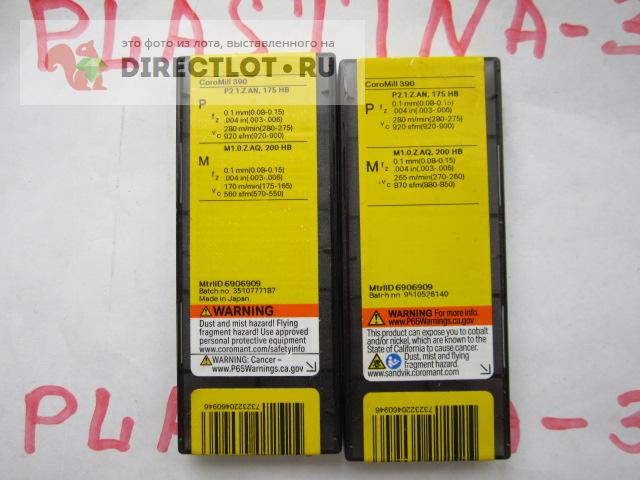 PLASTINA-3
это фото из лота, выставленного на
DIRECTLOT.RU
CoroMill 390
P2.1.Z.AN, 175 HB
P
fz 0.1 mm(0.08-0.15)
.004 in(.003-.006)
vc 280 m/min(280-275)
920 sfm(920-900)
M1.0.Z.AQ, 200 HB
M
fz 0.1 mm(0.08-0.15)
.004 in(.003-.006)
vc 170 m/min(175-165)
560 sfm(570-550)
MtrlID 6906909
Batch no: 3510777187
Made in Japan
WARNING
Dust and mist hazard! Flying
fragment hazard! Use approved
personal protective equipment
www.coromant.com/safetyinfo
WARNING: Cancer –
www.P65Warnings.ca.gov
7323220460946
CoroMill 390
P2.1.Z.AN, 175 HB
P
fz 0.1 mm(0.08-0.15)
.004 in(.003-.006)
vc 280 m/min(280-275)
920 sfm(920-900)
M1.0.Z.AQ, 200 HB
M
fz 0.1 mm(0.08-0.15)
.004 in(.003-.006)
vc 265 m/min(270-260)
870 sfm(880-850)
MtrlID 6906909
Batch no: 9510526140
WARNING For more info.
www.P65Warnings.ca.gov
This product can expose you to cobalt
and/or nickel, which are known to the
State of California to cause cancer.
Dust, mist and flying
fragment hazard.
www.sandvik.coromant.com
7323220460946